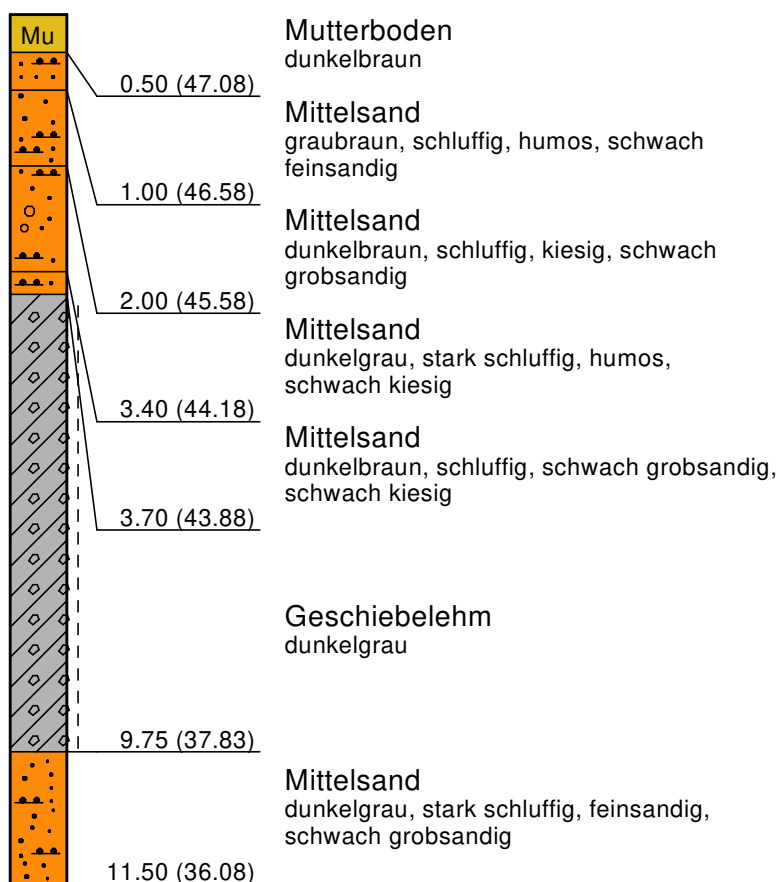 Mu
Mutterboden
dunkelbraun
0.50 (47.08)
Mittelsand
graubraun, schluffig, humos, schwach
feinsandig
1.00 (46.58)
Mittelsand
dunkelbraun, schluffig, kiesig, schwach
grobsandig
2.00 (45.58)
Mittelsand
dunkelgrau, stark schluffig, humos,
schwach kiesig
3.40 (44.18)
Mittelsand
dunkelbraun, schluffig, schwach grobsandig,
schwach kiesig
3.70 (43.88)
Geschiebelehm
dunkelgrau
9.75 (37.83)
Mittelsand
dunkelgrau, stark schluffig, feinsandig,
schwach grobsandig
11.50 (36.08)